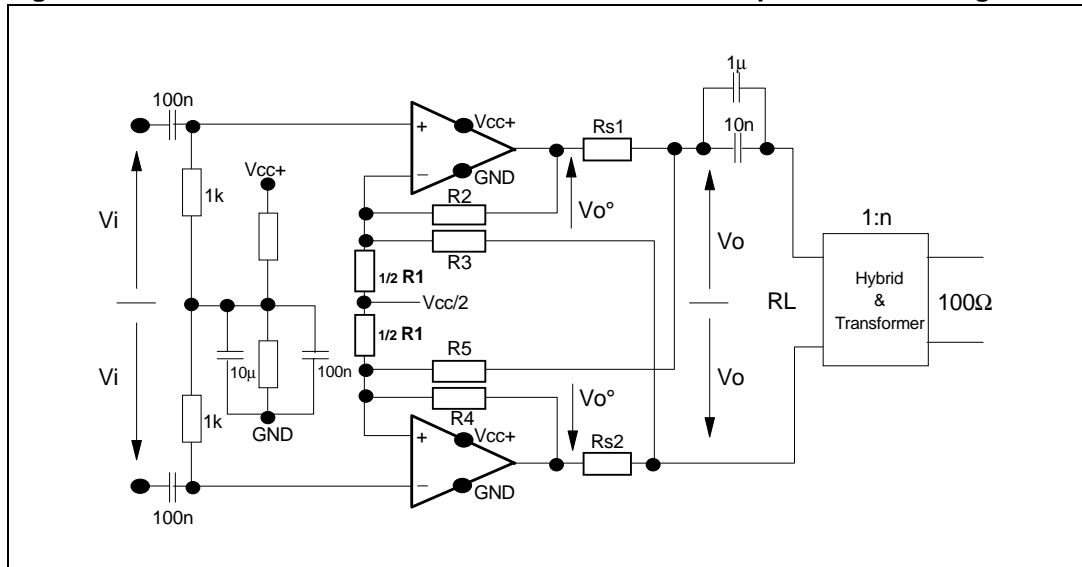 1µ
100n
10n
Vcc+
Rs1
+
Vcc+
GND
−
1k
R2
Vo°
Vi
Vo
1:n
R3
1/2 R1
Vcc/2
RL
Hybrid
&
Transformer
100Ω
1/2 R1
R5
10µ
100n
Vi
Vo°
Vo
R4
1k
GND
+
Vcc+
Rs2
−
GND
100n